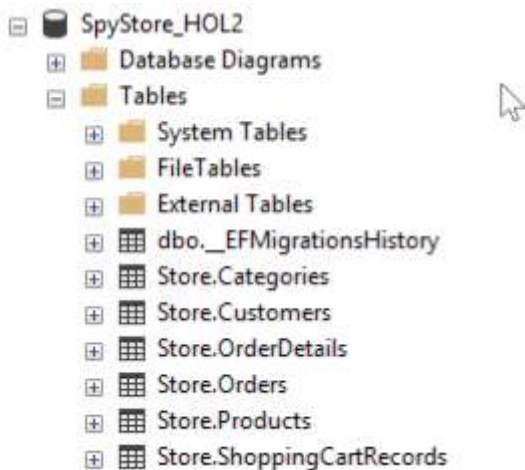 SpyStore_HOL2
Database Diagrams
Tables
System Tables
FileTables
External Tables
dbo.__EFMigrationsHistory
Store.Categories
Store.Customers
Store.OrderDetails
Store.Orders
Store.Products
Store.ShoppingCartRecords